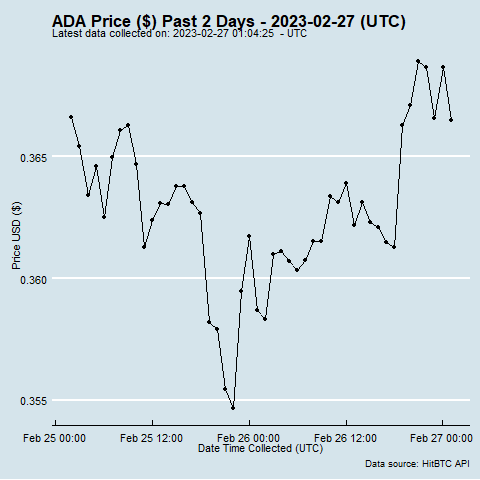 ADA Price ($) Past 2 Days - 2023-02-27 (UTC)
Latest data collected on: 2023-02-27 01:04:25 - UTC
Price USD ($)
0.365
0.360
0.355
Feb 25 00:00 Feb 25 12:00 Feb 26 00:00 Feb 26 12:00 Feb 27 00:00
Date Time Collected (UTC)
Data source: HitBTC API